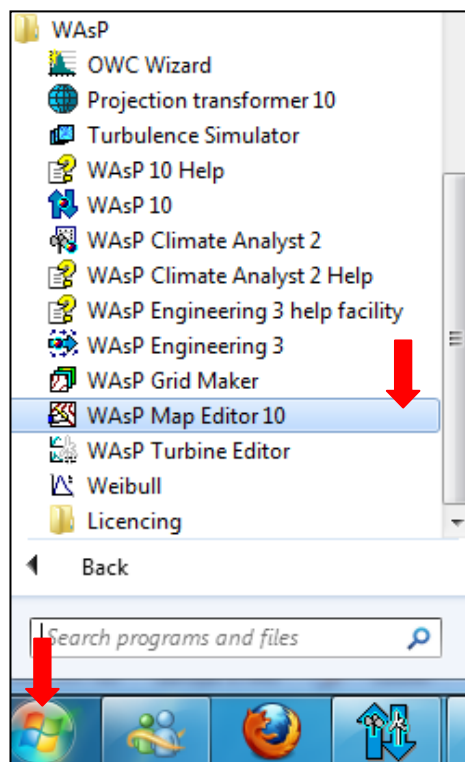 WAsP
OWC Wizard
Projection transformer 10
Turbulence Simulator
WAsP 10 Help
WAsP 10
WAsP Climate Analyst 2
WAsP Climate Analyst 2 Help
WAsP Engineering 3 help facility
WAsP Engineering 3
WAsP Grid Maker
WAsP Map Editor 10
WAsP Turbine Editor
Weibull
Licencing
Back
Search programs and files